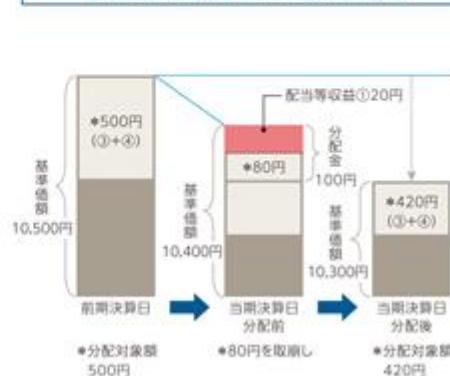 配当等収益①20円
*500円
(③+④)
*80円
分配金
100円
*420円
(③+④)
基準価額
10,500円
基準価額
10,400円
基準価額
10,300円
前期決算日
当期決算日
分配前
当期決算日
分配後
*分配対象額
500円
*80円を取崩し
*分配対象額
420円